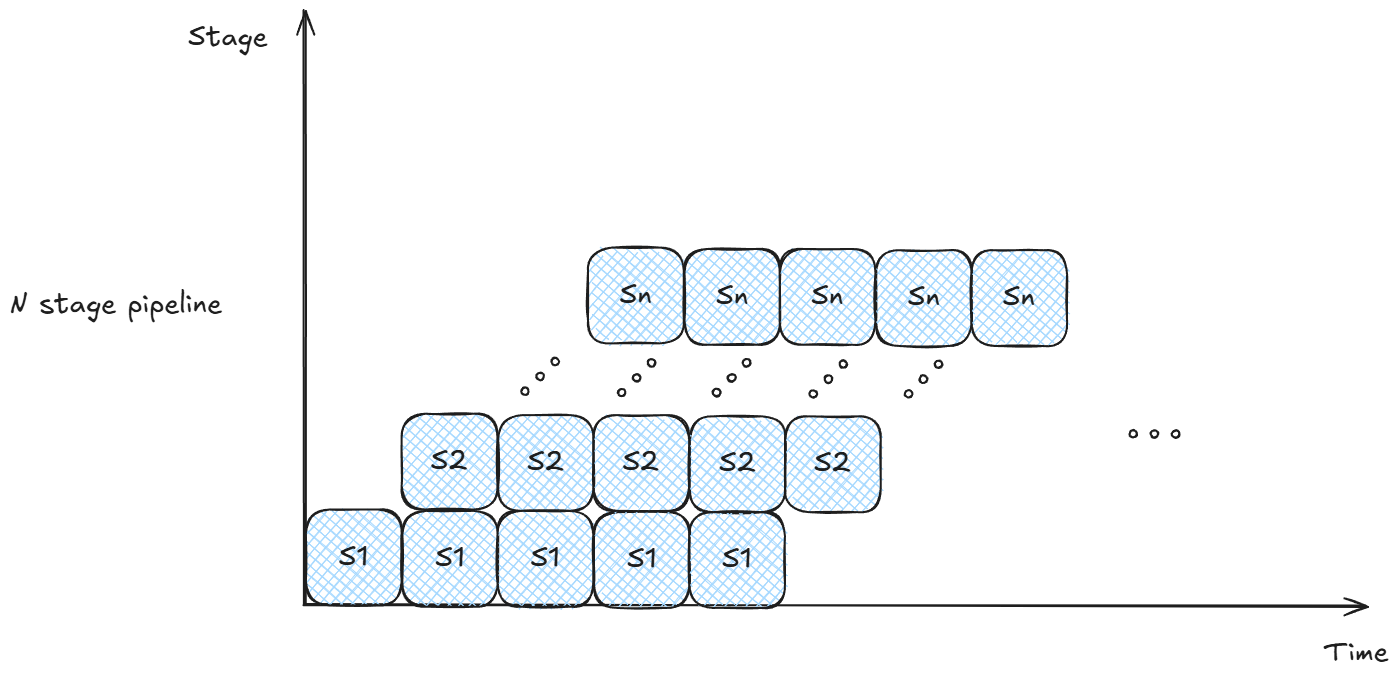 Stage
N stage pipeline
Sn Sn Sn Sn Sn
S2 S2 S2 S2 S2
S1 S1 S1 S1 S1
Time